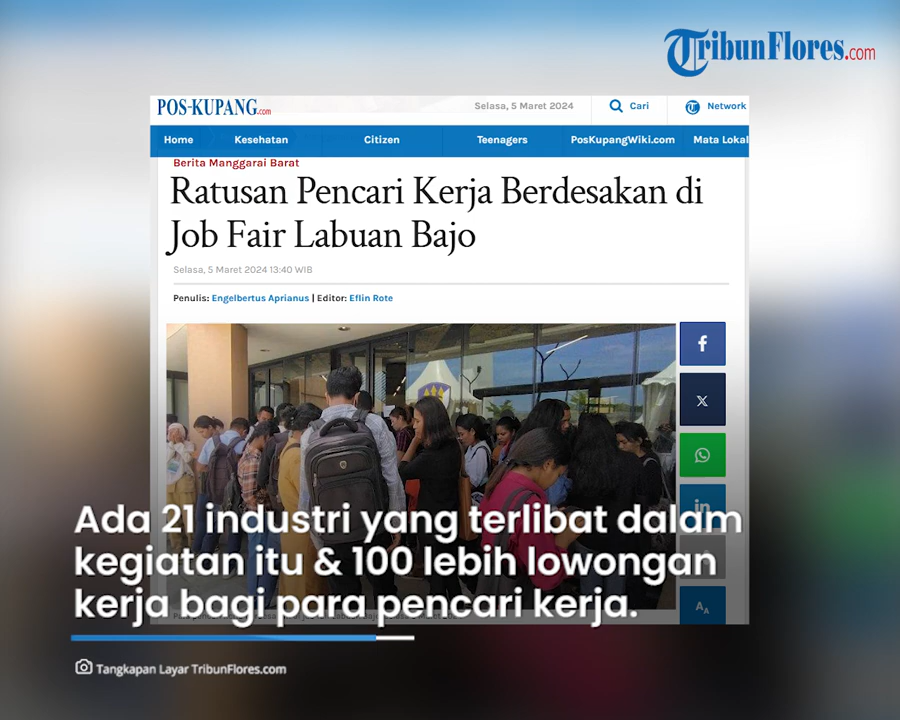 TribunFlores.com
POS-KUPANG.com
Selasa, 5 Maret 2024
Cari
Network
Home
Kesehatan
Citizen
Teenagers
PosKupangWiki.com
Mata Lokal
Berita Manggarai Barat
Ratusan Pencari Kerja Berdesakan di
Job Fair Labuan Bajo
Selasa, 5 Maret 2024 13:40 WIB
Penulis: Engelbertus Aprianus | Editor: Eflin Rote
Ada 21 industri yang terlibat dalam
kegiatan itu & 100 lebih lowongan
kerja bagi para pencari kerja.
AA
Tangkapan Layar TribunFlores.com